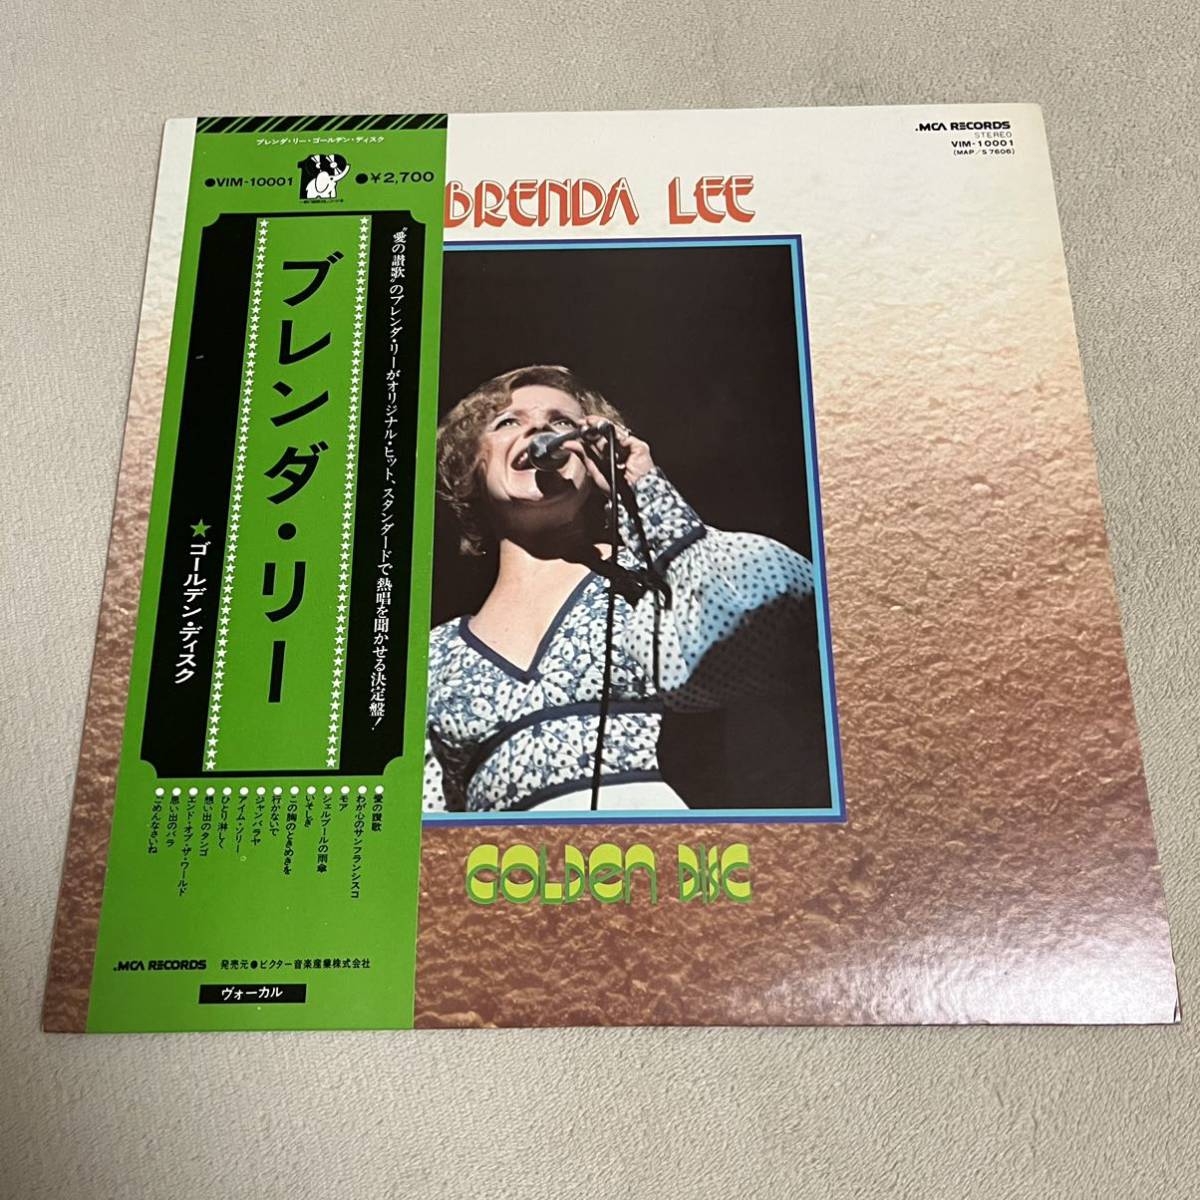 ブレンダ・リー・ゴールデン・ディスク
●VIM-10001
●¥2,700
ブレンダ・リー
★ゴールデン・ディスク
“愛の讃歌”のブレンダ・リーがオリジナル・ヒット、スタンダードで熱唱を聞かせる決定盤!
●愛の讃歌
●わが心のサンフランシスコ
●モア
●シェルブールの雨傘
●いそしぎ
●この胸のときめきを
●行かないで
●ジャンバラヤ
●アイム・ソリー
●ひとり淋しく
●想い出のタンゴ
●エンド・オブ・ザ・ワールド
●思い出のバラ
●ごめんなさいね
.MCA RECORDS
発売元●ビクター音楽産業株式会社
ヴォーカル
.MCA RECORDS
STEREO
VIM-10001
(MAP/S 7606)
BRENDA LEE
GOLDEN DISC